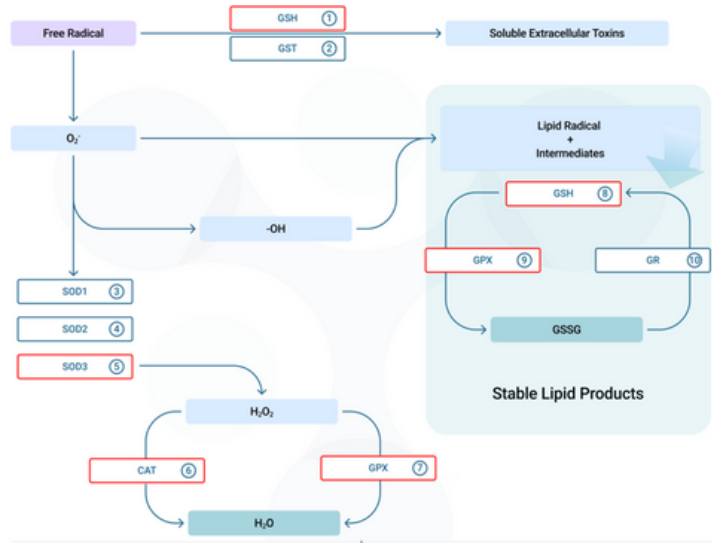 GSH 1
Free Radical
Soluble Extracellular Toxins
GST 2
O₂⁻
Lipid Radical
+
Intermediates
GSH 8
-OH
GPX 9
GR 10
SOD1 3
SOD2 4
GSSG
SOD3 5
Stable Lipid Products
H₂O₂
CAT 6
GPX 7
H₂O